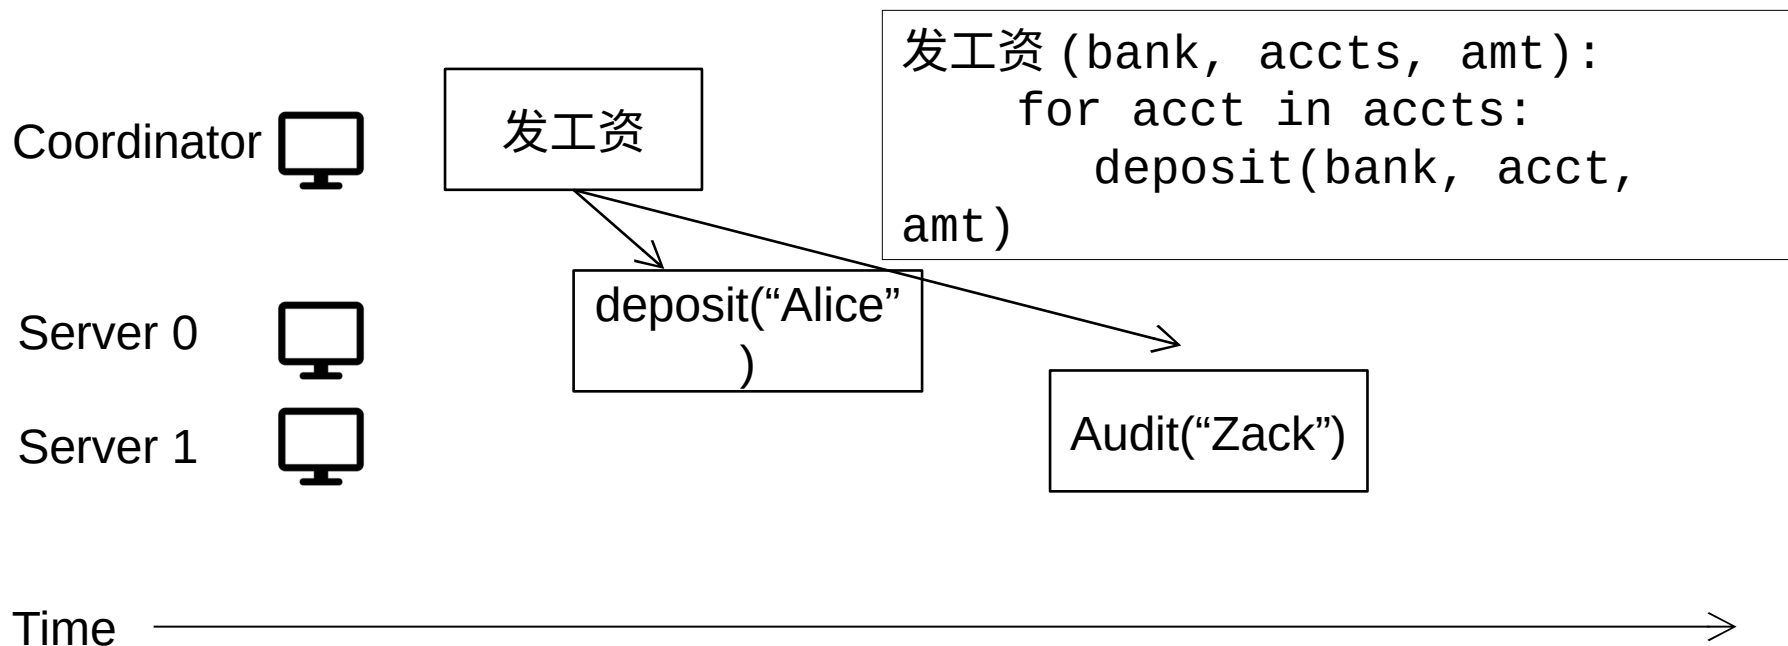 发工资 (bank, accts, amt):
for acct in accts:
deposit(bank, acct,
amt)
Coordinator
发工资
Server 0
deposit(“Alice”
)
Server 1
Audit(“Zack”)
Time